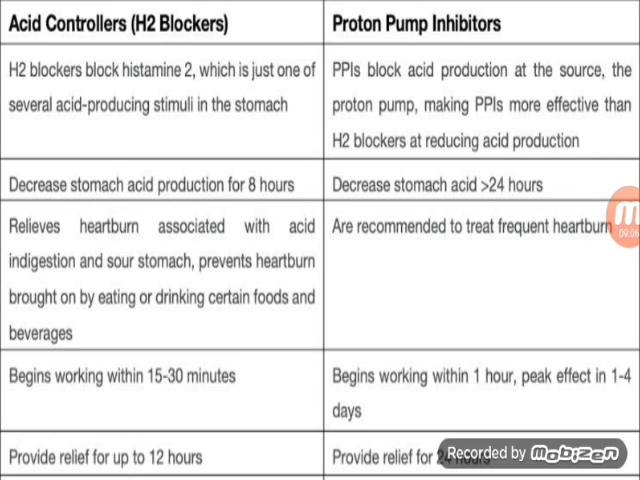 Acid Controllers (H2 Blockers)
Proton Pump Inhibitors
H2 blockers block histamine 2, which is just one of
several acid-producing stimuli in the stomach
PPIs block acid production at the source, the
proton pump, making PPIs more effective than
H2 blockers at reducing acid production
Decrease stomach acid production for 8 hours
Decrease stomach acid >24 hours
Relieves heartburn associated with acid
indigestion and sour stomach, prevents heartburn
brought on by eating or drinking certain foods and
beverages
Are recommended to treat frequent heartburn
Begins working within 15-30 minutes
Begins working within 1 hour, peak effect in 1-4
days
Provide relief for up to 12 hours
Provide relief for 24 hours
09:06
Recorded by Mobizen